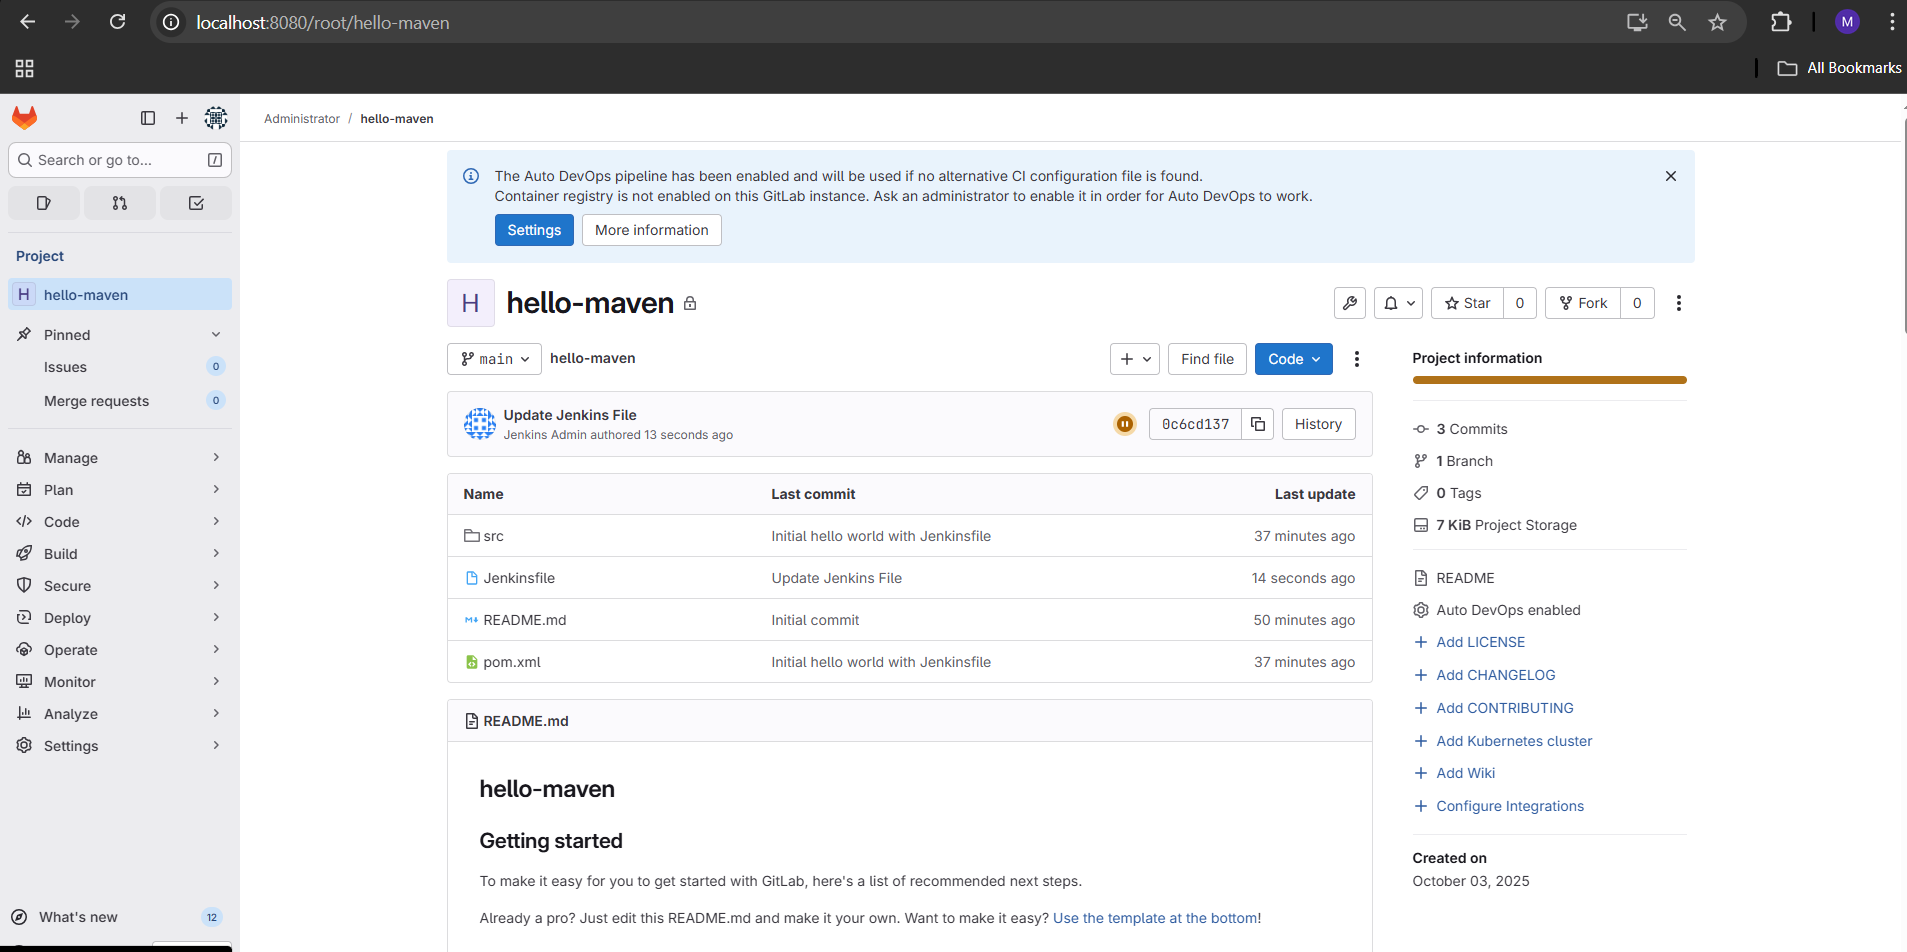 localhost:8080/root/hello-maven
M
All Bookmarks
Administrator / hello-maven
Search or go to... /
The Auto DevOps pipeline has been enabled and will be used if no alternative CI configuration file is found.
Container registry is not enabled on this GitLab instance. Ask an administrator to enable it in order for Auto DevOps to work.
Settings More information
Project
H hello-maven
Pinned
Issues 0
Merge requests 0
Manage
Plan
Code
Build
Secure
Deploy
Operate
Monitor
Analyze
Settings
What's new 12
H hello-maven
Star 0 Fork 0
main hello-maven
Find file Code
Update Jenkins File
Jenkins Admin authored 13 seconds ago
0c6cd137 History
Name Last commit Last update
src Initial hello world with Jenkinsfile 37 minutes ago
Jenkinsfile Update Jenkins File 14 seconds ago
README.md Initial commit 50 minutes ago
pom.xml Initial hello world with Jenkinsfile 37 minutes ago
README.md
hello-maven
Getting started
To make it easy for you to get started with GitLab, here's a list of recommended next steps.
Already a pro? Just edit this README.md and make it your own. Want to make it easy? Use the template at the bottom!
Project information
3 Commits
1 Branch
0 Tags
7 KiB Project Storage
README
Auto DevOps enabled
Add LICENSE
Add CHANGELOG
Add CONTRIBUTING
Add Kubernetes cluster
Add Wiki
Configure Integrations
Created on
October 03, 2025